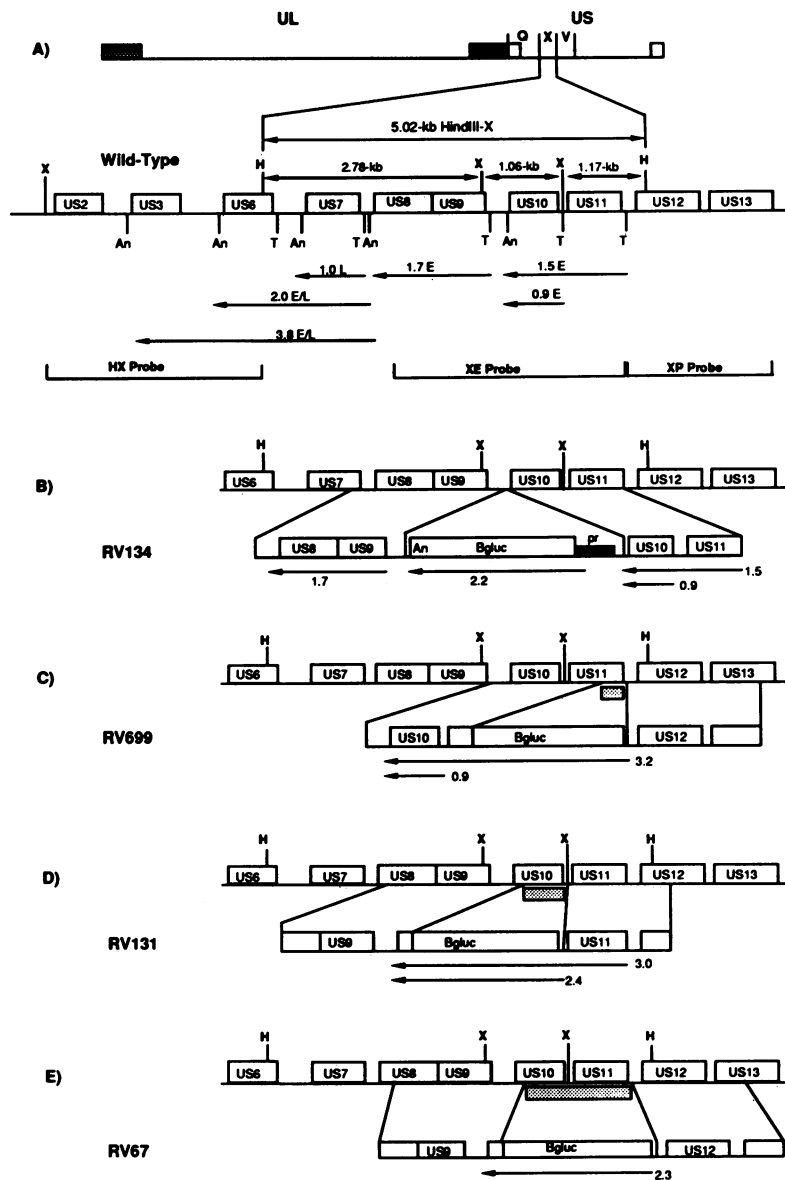 UL US
A) Q X V
5.02-kb HindIII-X
Wild-Type
X H 2.78-kb X 1.06-kb X 1.17-kb H
US2 US3 US6 US7 US8 US9 US10 US11 US12 US13
An An T An T An T An T T
1.0 L 1.7 E 1.5 E
2.0 E/L 0.9 E
3.8 E/L
HX Probe XE Probe XP Probe
H X X H
B) US6 US7 US8 US9 US10 US11 US12 US13
RV134 US8 US9 An Bgluc pr US10 US11
1.7 2.2 1.5
0.9
H X X H
C) US6 US7 US8 US9 US10 US11 US12 US13
RV699 US10 Bgluc US12
3.2
0.9
H X X H
D) US6 US7 US8 US9 US10 US11 US12 US13
RV131 US9 Bgluc US11
3.0
2.4
H X X H
E) US6 US7 US8 US9 US10 US11 US12 US13
RV67 US9 Bgluc US12
2.3